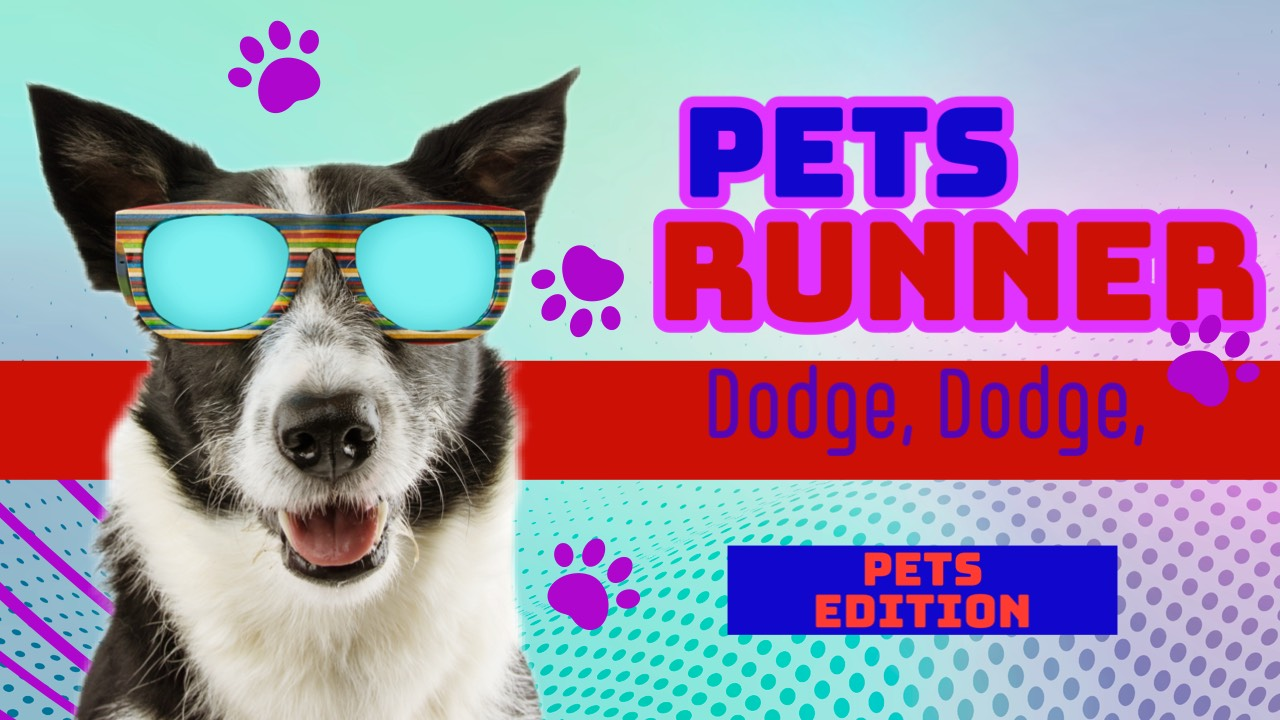 PETS
RUNNER
Dodge, Dodge,
PETS
EDITION